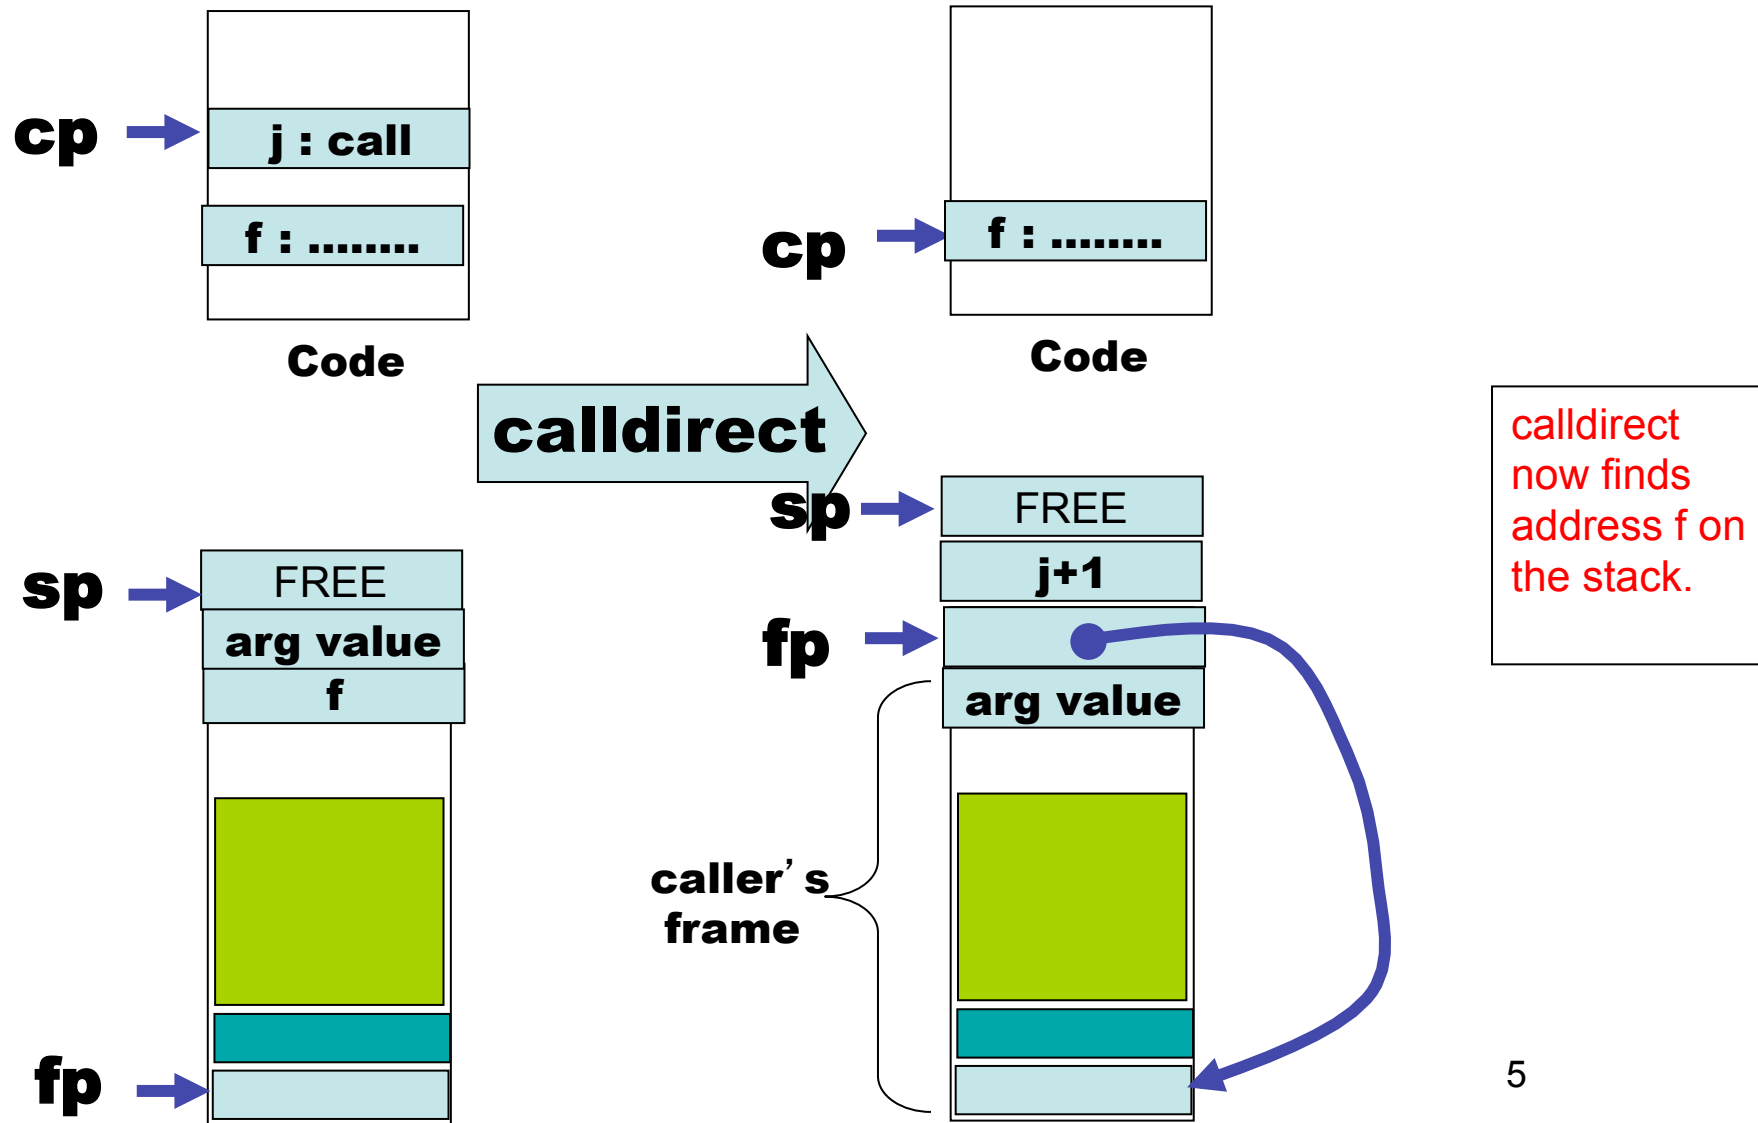 cp
j : call
f : ........
Code
cp
f : ........
Code
calldirect
calldirect
now finds
address f on
the stack.
sp
FREE
arg value
f
fp
sp
FREE
j+1
fp
arg value
caller’s
frame
5